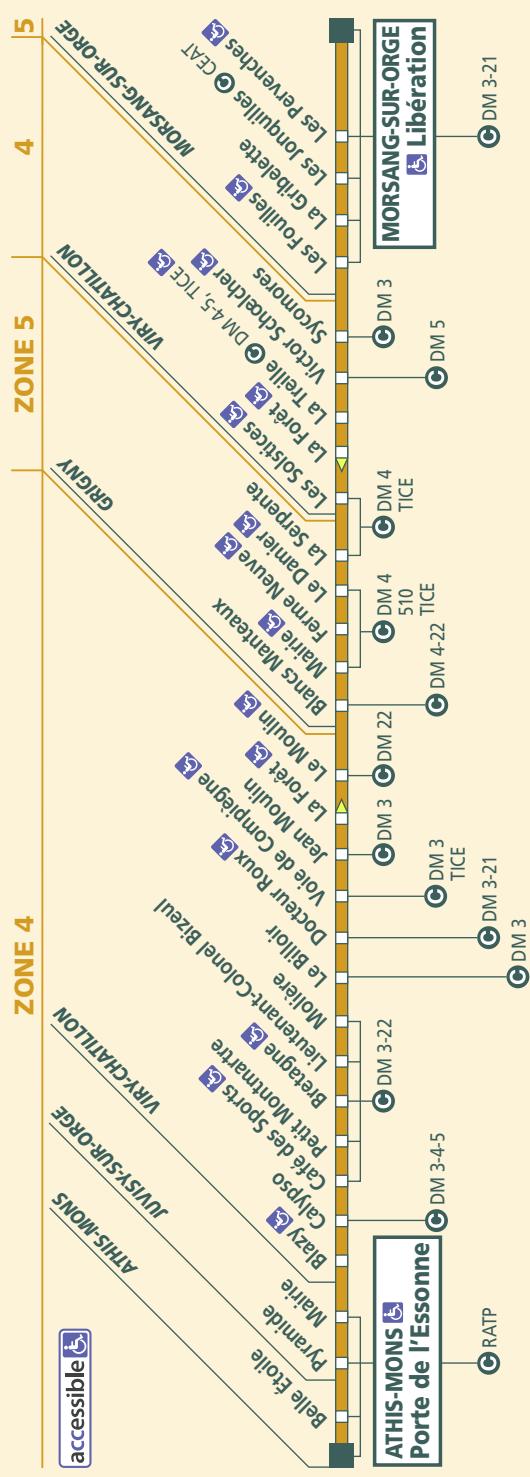 ZONE 4
ZONE 5
4
5
ATHIS-MONS
JUVISY-SUR-ORGE
VIRY-CHATILLON
GRIGNY
VIRY-CHATILLON
MORSANG-SUR-ORGE
accessible
Belle Étoile
Pyramide
Mairie
Blazy
Calypso
Café des Sports
Petit Montmartre
Bretagne
Lieutenant-Colonel Bizeul
Molière
Le Billoir
Docteur Roux
Voie de Compiègne
Jean Moulin
La Forêt
Le Moulin
Blancs Manteaux
Mairie
Ferme Neuve
Le Damier
La Serpente
Les Solstices
La Forêt
La Treille C DM 4-5, TICE
Victor Schœlcher
Sycomores
Les Fouilles
La Gribelette
Les Jonquilles C CEAT
Les Pervenches
ATHIS-MONS
Porte de l'Essonne
C RATP
C DM 3-4-5
C DM 3-22
C DM 3
C DM 3-21
C DM 3
TICE
C DM 3
C DM 22
C DM 4-22
C DM 4
510
TICE
C DM 4
TICE
C DM 5
C DM 3
MORSANG-SUR-ORGE
Libération
C DM 3-21